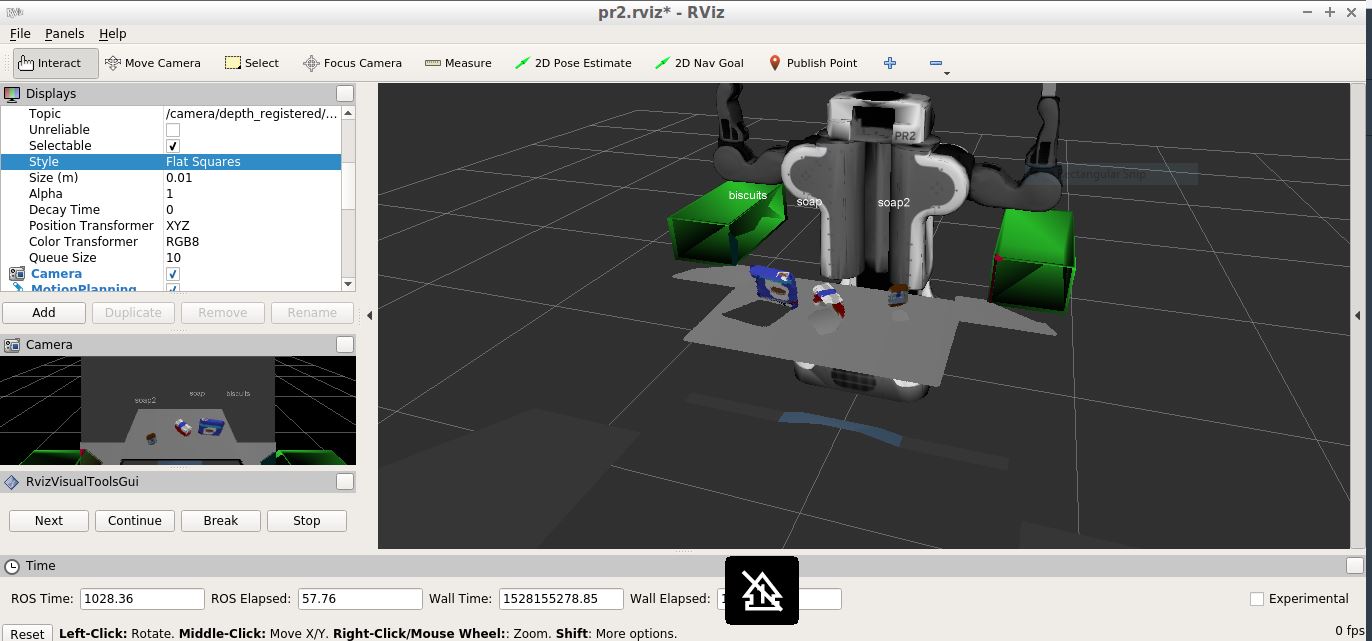 pr2.rviz* - RViz
File Panels Help
Interact Move Camera Select Focus Camera Measure 2D Pose Estimate 2D Nav Goal Publish Point
Displays
Topic /camera/depth_registered/...
Unreliable
Selectable
Style Flat Squares
Size (m) 0.01
Alpha 1
Decay Time 0
Position Transformer XYZ
Color Transformer RGB8
Queue Size 10
Camera
MotionPlanning
Add Duplicate Remove Rename
Camera
soap2 soap biscuits
RvizVisualToolsGui
Next Continue Break Stop
PR2
Rectangular Snip
biscuits soap soap2
Time
ROS Time: 1028.36 ROS Elapsed: 57.76 Wall Time: 1528155278.85 Wall Elapsed: Experimental
Reset Left-Click: Rotate. Middle-Click: Move X/Y. Right-Click/Mouse Wheel:: Zoom. Shift: More options. 0 fps